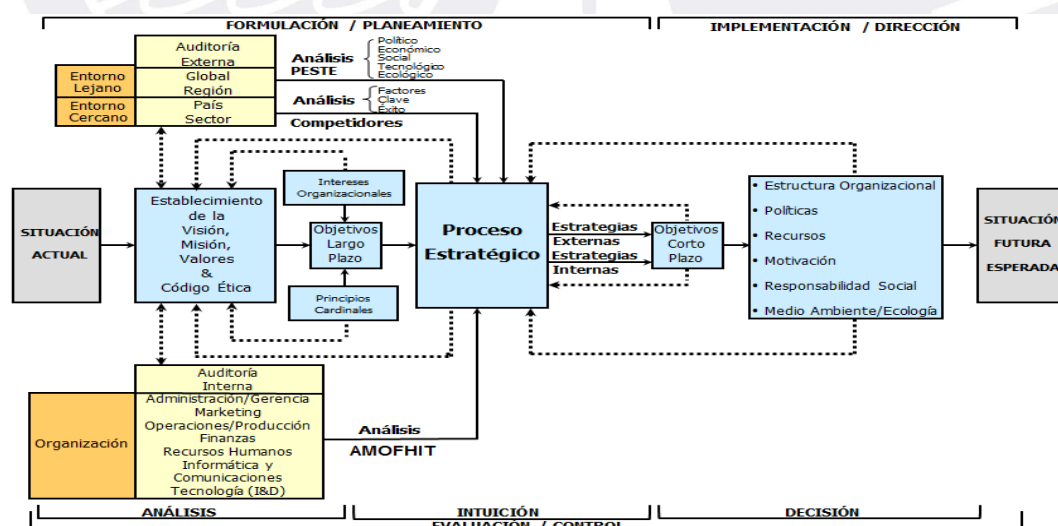 FORMULACIÓN / PLANEAMIENTO
IMPLEMENTACIÓN / DIRECCIÓN
Auditoría
Externa
Global
Región
País
Sector
Entorno
Lejano
Entorno
Cercano
Análisis
PESTE
Político
Económico
Social
Tecnológico
Ecológico
Análisis
Competidores
Factores
Clave
Éxito
SITUACIÓN
ACTUAL
Establecimiento
de la
Visión,
Misión,
Valores
&
Código Ética
Intereses
Organizacionales
Objetivos
Largo
Plazo
Principios
Cardinales
Proceso
Estratégico
Estrategias
Externas
Estrategias
Internas
Objetivos
Corto
Plazo
• Estructura Organizacional
• Políticas
• Recursos
• Motivación
• Responsabilidad Social
• Medio Ambiente/Ecología
SITUACIÓN
FUTURA
ESPERADA
Organización
Auditoría
Interna
Administración/Gerencia
Marketing
Operaciones/Producción
Finanzas
Recursos Humanos
Informática y
Comunicaciones
Tecnología (I&D)
Análisis
AMOFHIT
ANÁLISIS
INTUICIÓN
DECISIÓN
EVALUACIÓN / CONTROL